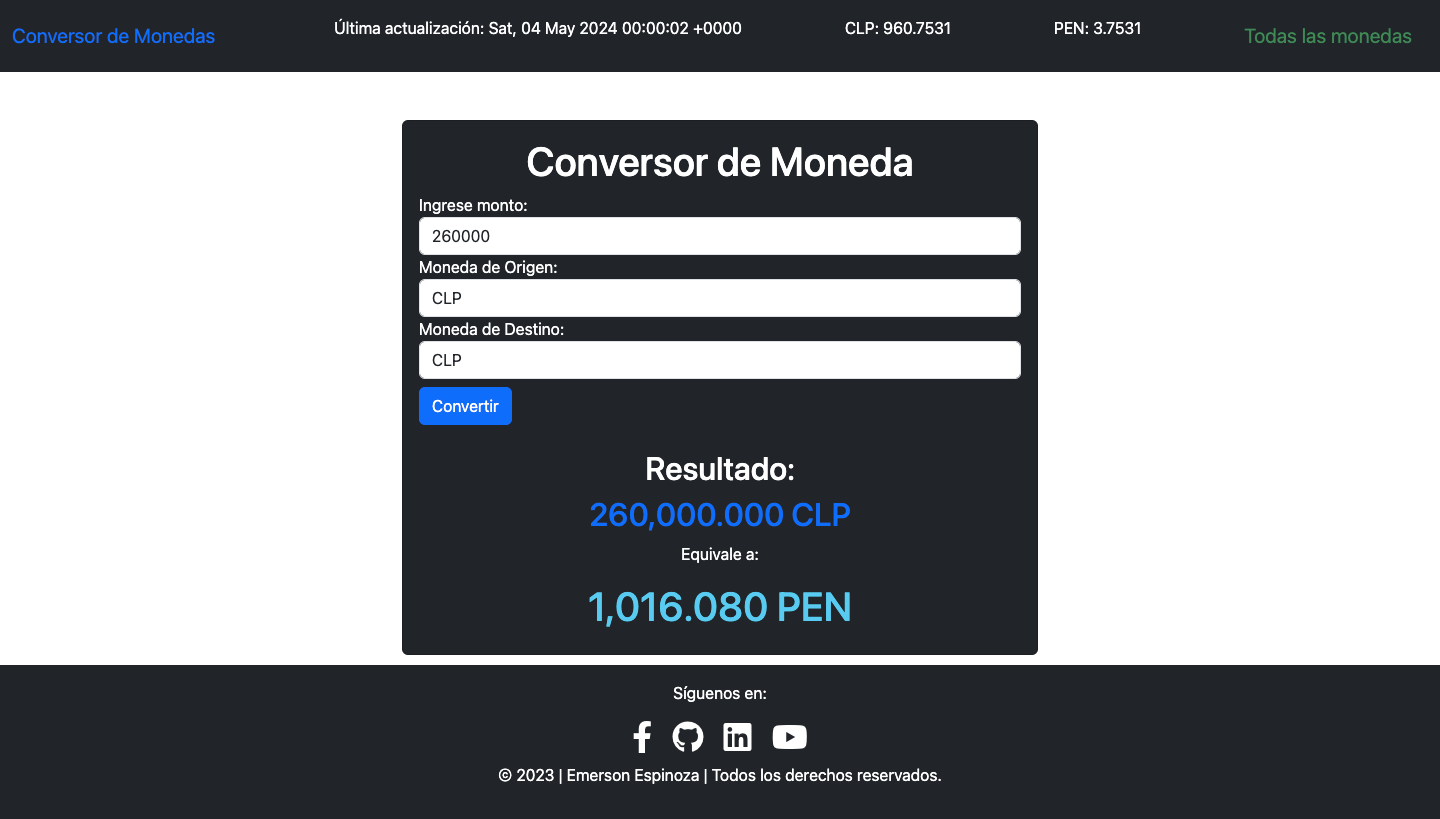 Conversor de Monedas
Última actualización: Sat, 04 May 2024 00:00:02 +0000
CLP: 960.7531
PEN: 3.7531
Todas las monedas
Conversor de Moneda
Ingrese monto:
260000
Moneda de Origen:
CLP
Moneda de Destino:
CLP
Convertir
Resultado:
260,000.000 CLP
Equivale a:
1,016.080 PEN
Síguenos en:
© 2023 | Emerson Espinoza | Todos los derechos reservados.